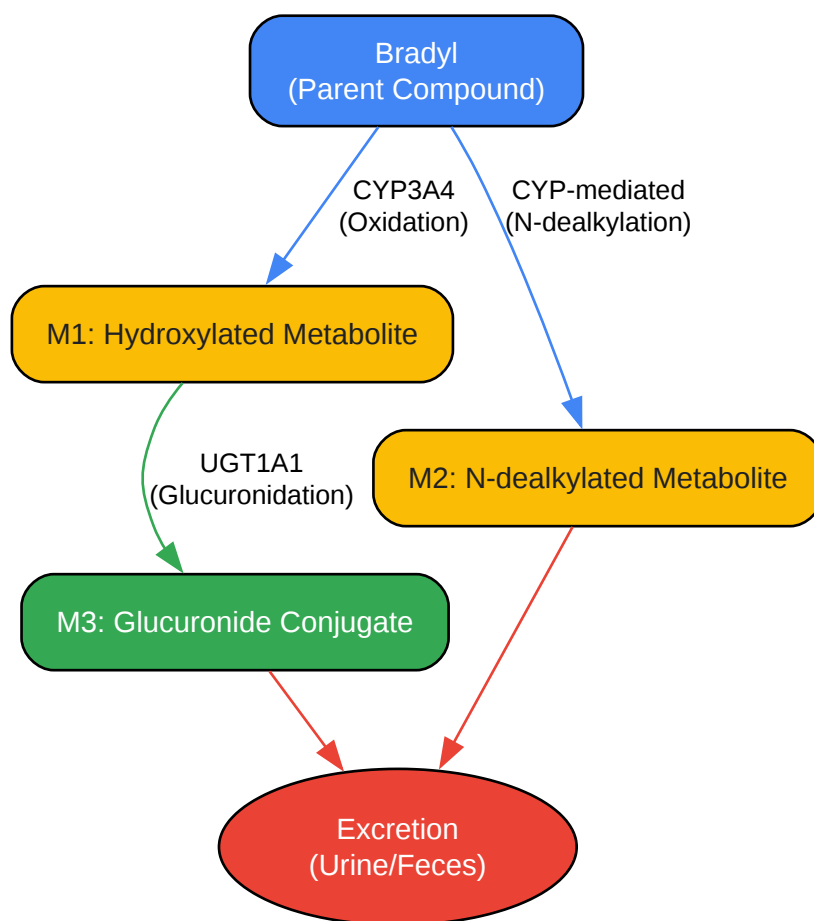 Bradyl
(Parent Compound)
CYP3A4
(Oxidation)
CYP-mediated
(N-dealkylation)
M1: Hydroxylated Metabolite
UGT1A1
(Glucuronidation)
M2: N-dealkylated Metabolite
M3: Glucuronide Conjugate
Excretion
(Urine/Feces)